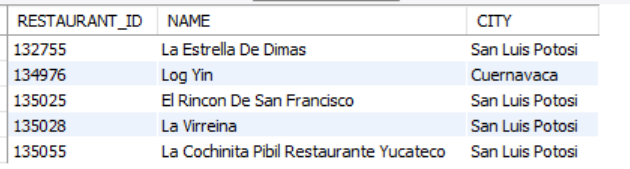 RESTAURANT_ID NAME CITY
132755 La Estrella De Dimas San Luis Potosi
134976 Log Yin Cuernavaca
135025 El Rincon De San Francisco San Luis Potosi
135028 La Virreina San Luis Potosi
135055 La Cochinita Pibil Restaurante Yucateco San Luis Potosi